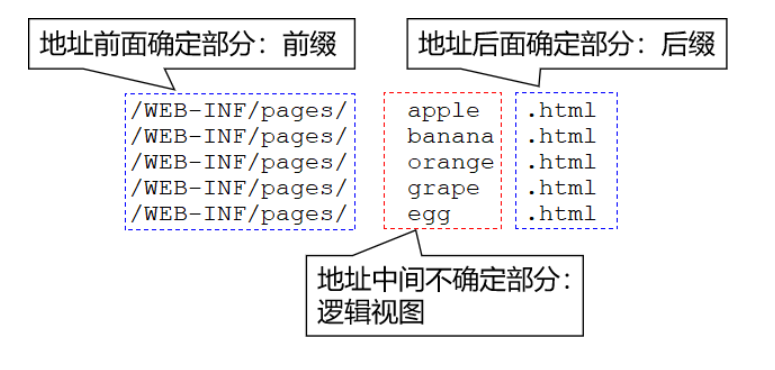 地址前面确定部分：前缀
地址后面确定部分：后缀
/WEB-INF/pages/ apple .html
/WEB-INF/pages/ banana .html
/WEB-INF/pages/ orange .html
/WEB-INF/pages/ grape .html
/WEB-INF/pages/ egg .html
地址中间不确定部分：
逻辑视图